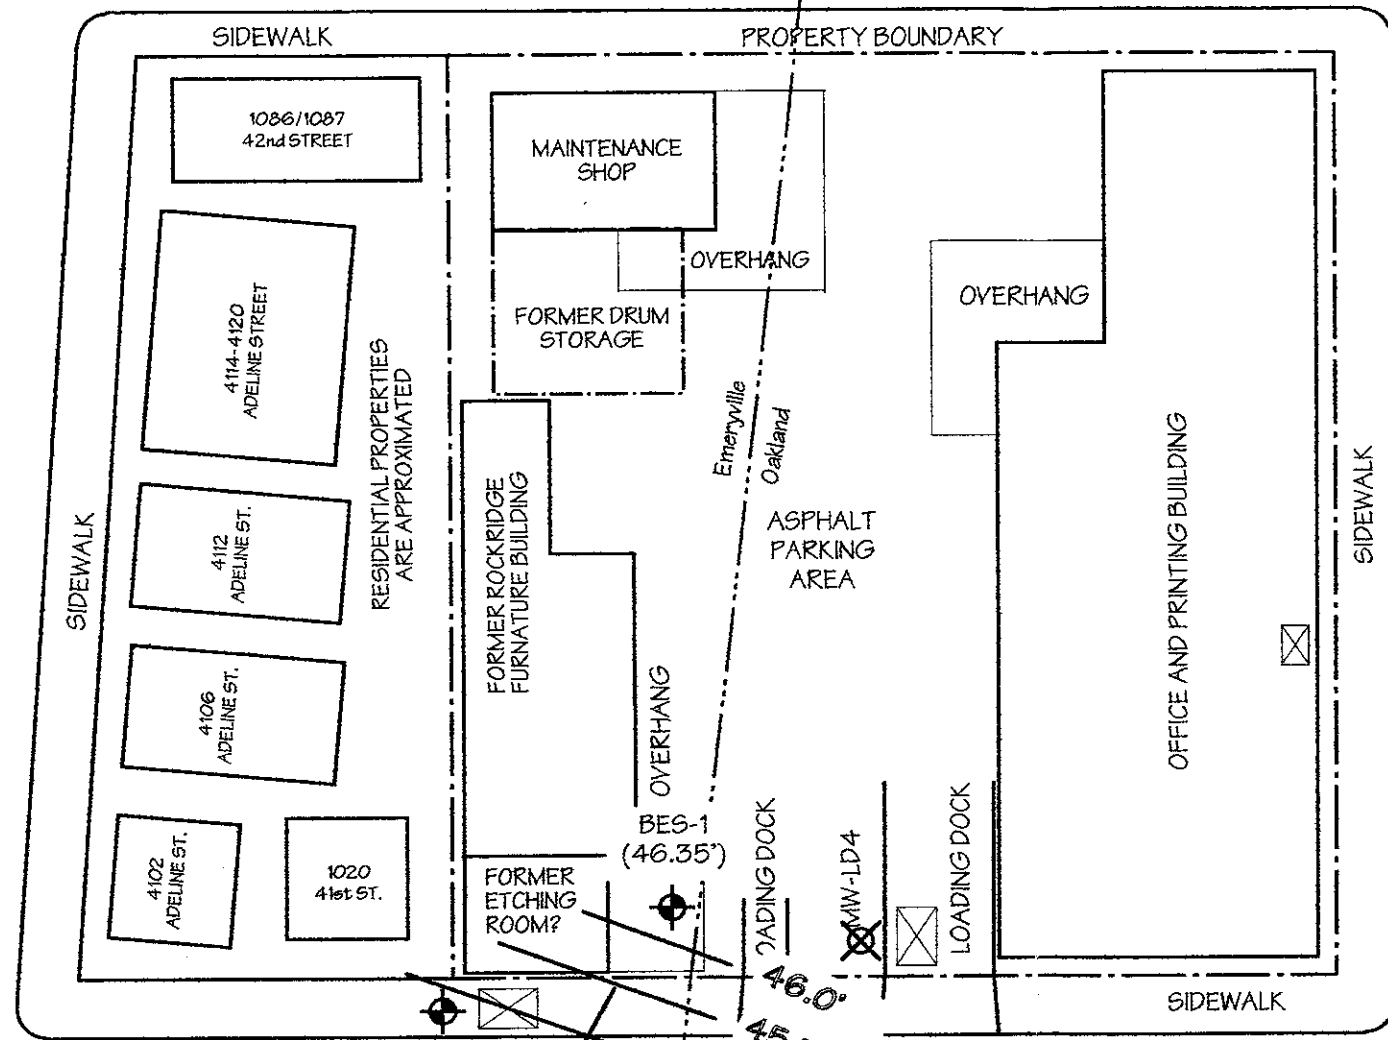 SIDEWALK
PROPERTY BOUNDARY
1086/1087
42nd STREET
MAINTENANCE
SHOP
OVERHANG
OVERHANG
FORMER DRUM
STORAGE
4114-4120
ADELINE STREET
RESIDENTIAL PROPERTIES
ARE APPROXIMATED
Emeryville
Oakland
FORMER ROCKRIDGE
FURNATURE BUILDING
ASPHALT
PARKING
AREA
OFFICE AND PRINTING BUILDING
SIDEWALK
SIDEWALK
4112
ADELINE ST.
4106
ADELINE ST.
OVERHANG
BES-1
(46.35')
4102
ADELINE ST.
1020
41st ST.
FORMER
ETCHING
ROOM?
OADING DOCK
MW-LD4
LOADING DOCK
46.0'
45.
SIDEWALK